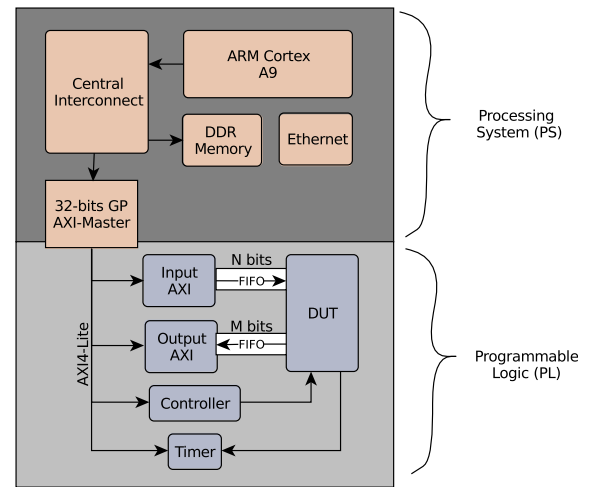 ARM Cortex
A9
Central
Interconnect
DDR
Memory
Ethernet
32-bits GP
AXI-Master
Processing
System (PS)
Input
AXI
N bits
FIFO
DUT
Output
AXI
M bits
FIFO
AXI4-Lite
Controller
Timer
Programmable
Logic (PL)